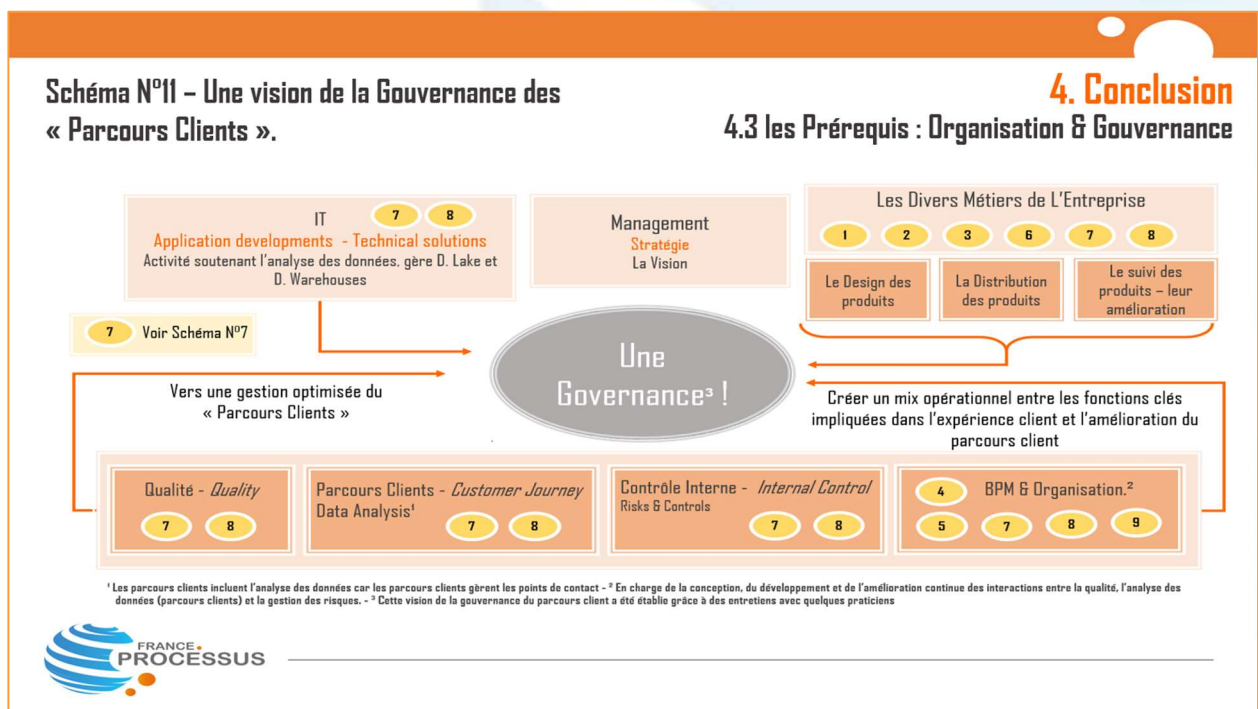 Schéma N°11 – Une vision de la Gouvernance des
« Parcours Clients ».
4. Conclusion
4.3 les Prérequis : Organisation & Gouvernance
IT
7 8
Application developments - Technical solutions
Activité soutenant l'analyse des données, gère D. Lake et
D. Warehouses
Management
Stratégie
La Vision
Les Divers Métiers de L'Entreprise
1 2 3 6 7 8
Le Design des
produits
La Distribution
des produits
Le suivi des
produits – leur
amélioration
7 Voir Schéma N°7
Une
Governance³ !
Vers une gestion optimisée du
« Parcours Clients »
Créer un mix opérationnel entre les fonctions clés
impliquées dans l'expérience client et l'amélioration du
parcours client
Qualité - Quality
7 8
Parcours Clients - Customer Journey
Data Analysis¹
7 8
Contrôle Interne - Internal Control
Risks & Controls
7 8
4 BPM & Organisation.²
5 7 8 9
¹ Les parcours clients incluent l'analyse des données car les parcours clients gèrent les points de contact - ² En charge de la conception, du développement et de l'amélioration continue des interactions entre la qualité, l'analyse des
données (parcours clients) et la gestion des risques. - ³ Cette vision de la gouvernance du parcours client a été établie grâce à des entretiens avec quelques praticiens
FRANCE
PROCESSUS